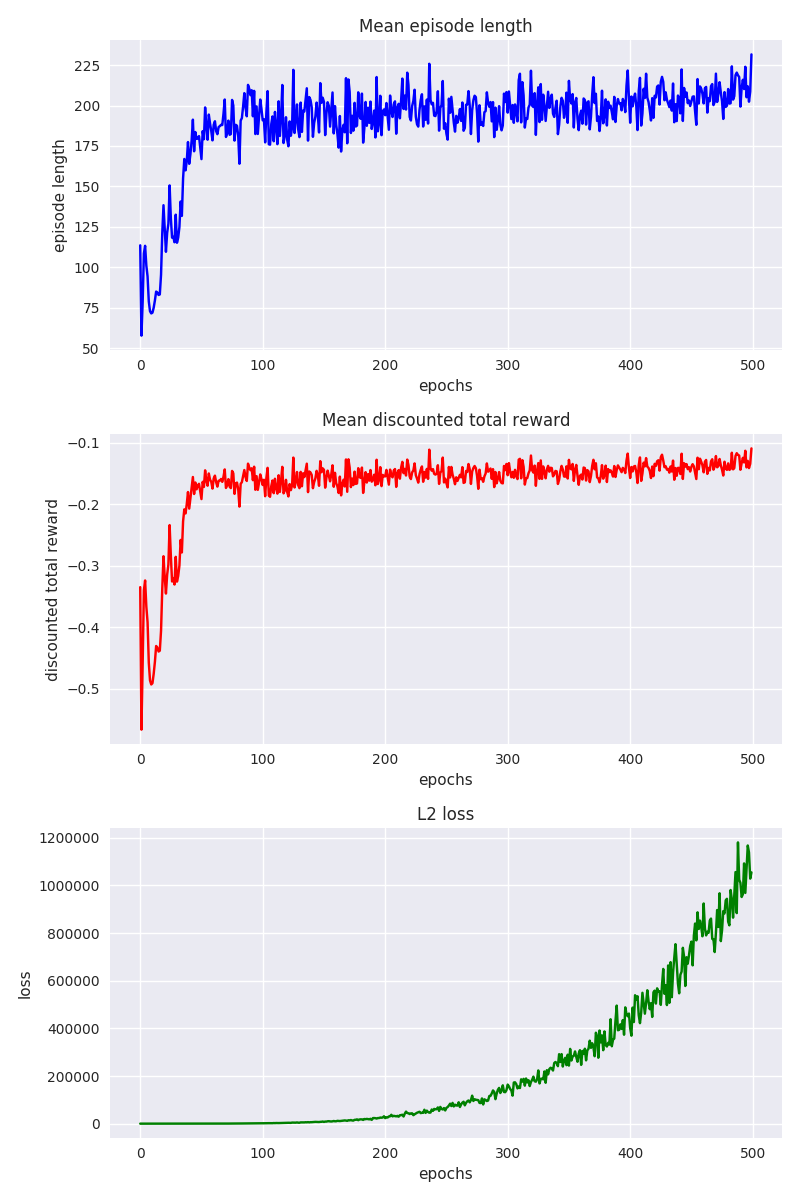 Mean episode length
225
200
175
150
125
100
75
50
episode length
0 100 200 300 400 500
epochs
Mean discounted total reward
−0.1
−0.2
−0.3
−0.4
−0.5
discounted total reward
0 100 200 300 400 500
epochs
L2 loss
1200000
1000000
800000
600000
400000
200000
0
loss
0 100 200 300 400 500
epochs